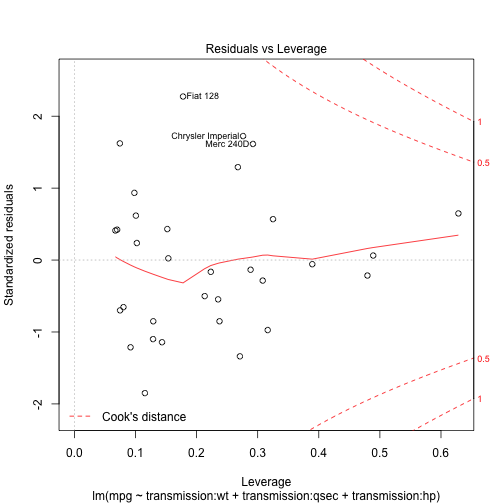 Residuals vs Leverage
Standardized residuals
2
1
0
-1
-2
Fiat 128
Chrysler Imperial
Merc 240D
1
0.5
0.5
1
Cook's distance
0.0 0.1 0.2 0.3 0.4 0.5 0.6
Leverage
lm(mpg ~ transmission:wt + transmission:qsec + transmission:hp)